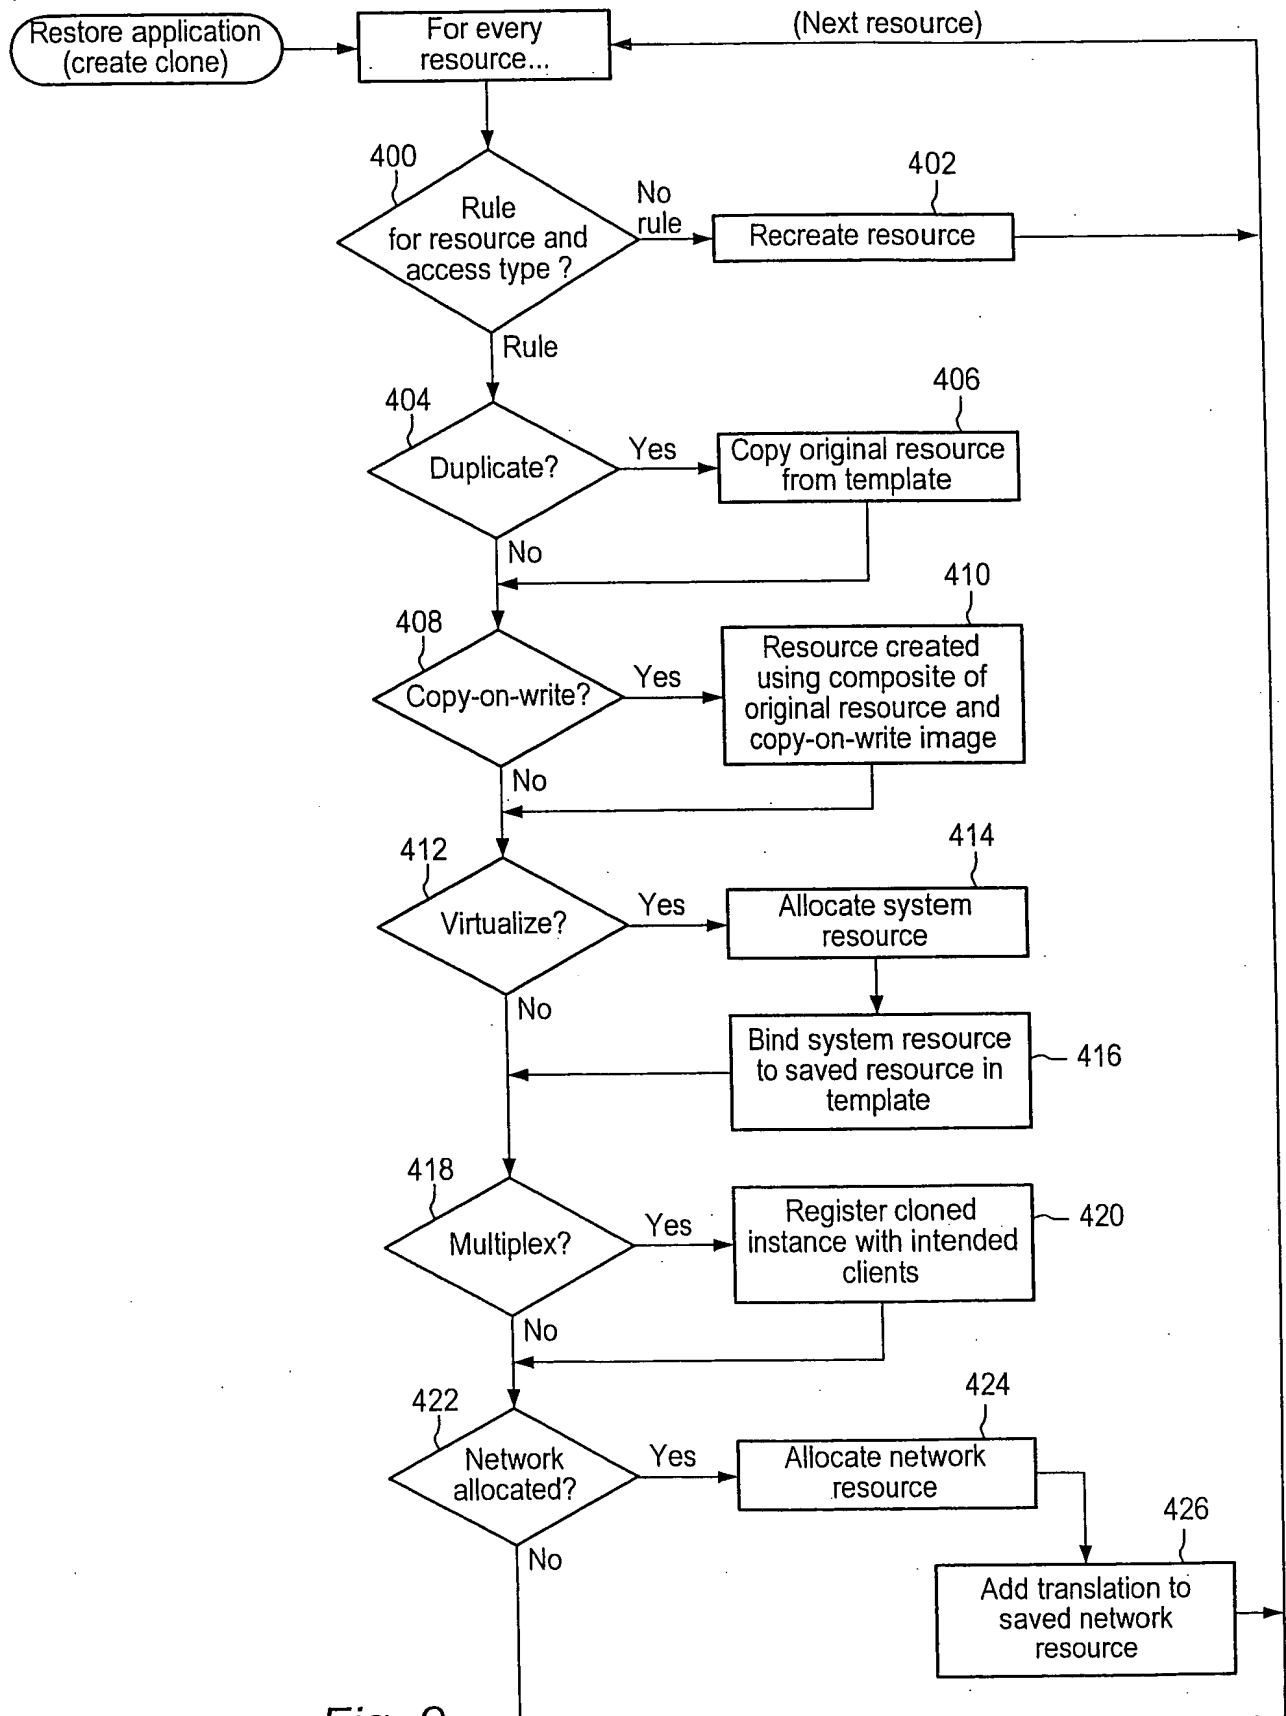 Restore application
(create clone)
For every
resource...
(Next resource)
400
Rule
for resource and
access type ?
No
rule
402
Recreate resource
Rule
404
Duplicate?
Yes
406
Copy original resource
from template
No
408
Copy-on-write?
Yes
410
Resource created
using composite of
original resource and
copy-on-write image
No
412
Virtualize?
Yes
414
Allocate system
resource
No
Bind system resource
to saved resource in
template
416
418
Multiplex?
Yes
Register cloned
instance with intended
clients
420
No
422
Network
allocated?
Yes
424
Allocate network
resource
426
Add translation to
saved network
resource
No